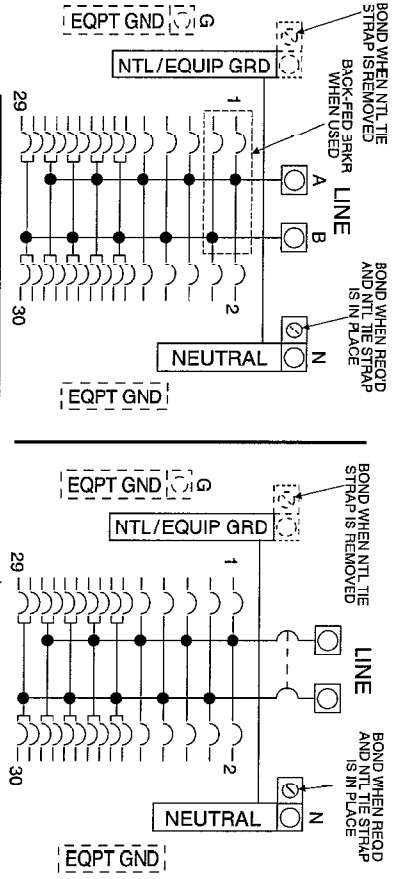 BOND WHEN NTL TIE
STRAP IS REMOVED
EQPT GND
G
NTL/EQUIP GRD
BACK-FED BRKR
WHEN USED
1
29
A
LINE
B
2
30
BOND WHEN REQ'D
AND NTL TIE STRAP
IS IN PLACE
NEUTRAL
N
EQPT GND
BOND WHEN NTL TIE
STRAP IS REMOVED
EQPT GND
G
NTL/EQUIP GRD
1
29
LINE
2
30
BOND WHEN REQD
AND NTL TIE STRAP
IS IN PLACE
NEUTRAL
N
EQPT GND